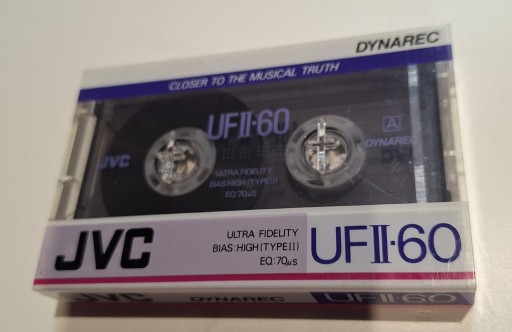 DYNAREC
CLOSER TO THE MUSICAL TRUTH
UFII·60
A
JVC
DYNAREC
ULTRA FIDELITY
BIAS:HIGH(TYPEII)
EQ:70µs
JVC
ULTRA FIDELITY
BIAS:HIGH(TYPEII)
EQ:70µs
UFII·60
DYNAREC
UFII·60